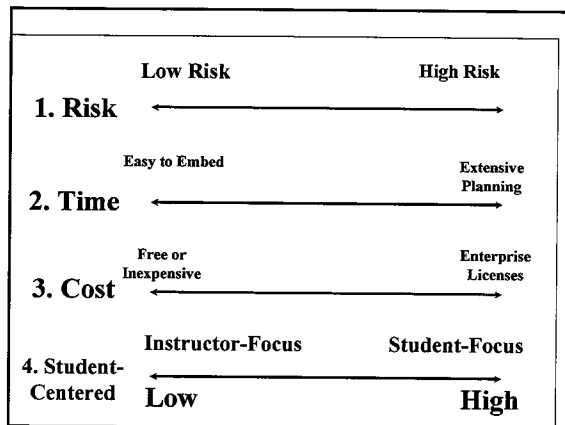 Low Risk High Risk
1. Risk
Easy to Embed Extensive
Planning
2. Time
Free or Enterprise
Inexpensive Licenses
3. Cost
Instructor-Focus Student-Focus
4. Student-
Centered
Low High